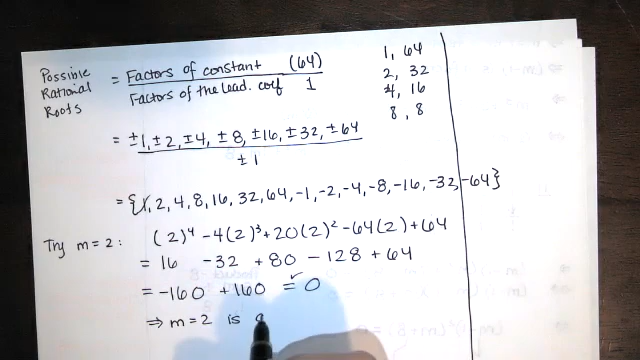 Possible Rational Roots = Factors of constant (64) / Factors of the Lead. coef 1
1, 64
2, 32
4, 16
8, 8
= ±1, ±2, ±4, ±8, ±16, ±32, ±64 / ±1
= {1, 2, 4, 8, 16, 32, 64, -1, -2, -4, -8, -16, -32, -64}
Try m=2: (2)⁴ -4(2)³+20(2)²-64(2)+64
= 16 -32 +80 -128 +64
= -160 +160 = 0
⇒ m=2 is